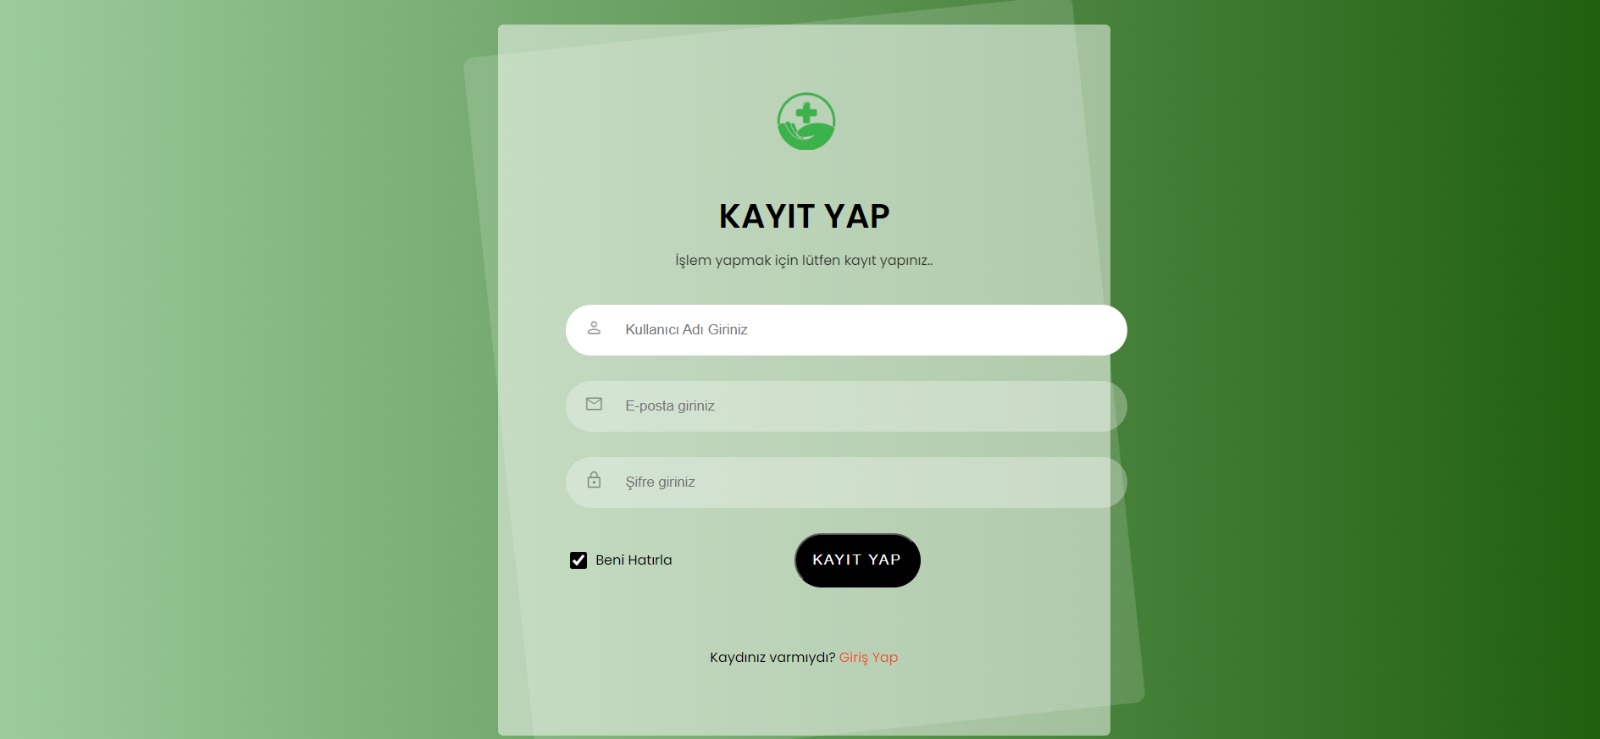 KAYIT YAP
İşlem yapmak için lütfen kayıt yapınız..
Kullanıcı Adı Giriniz
E-posta giriniz
Şifre giriniz
Beni Hatırla
KAYIT YAP
Kaydınız varmıydı? Giriş Yap